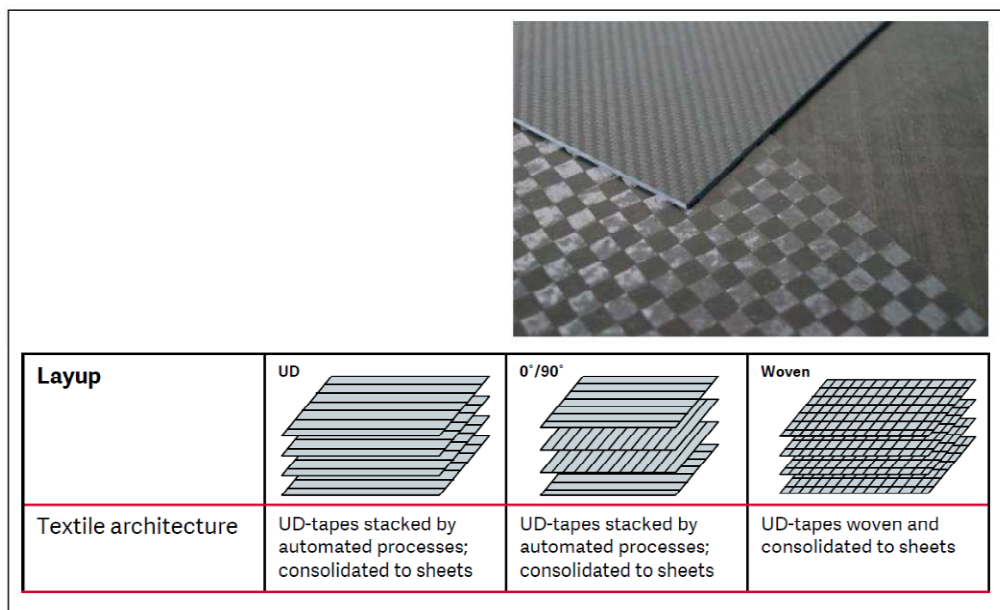 Layup
UD
0°/90°
Woven
Textile architecture
UD-tapes stacked by
automated processes;
consolidated to sheets
UD-tapes stacked by
automated processes;
consolidated to sheets
UD-tapes woven and
consolidated to sheets